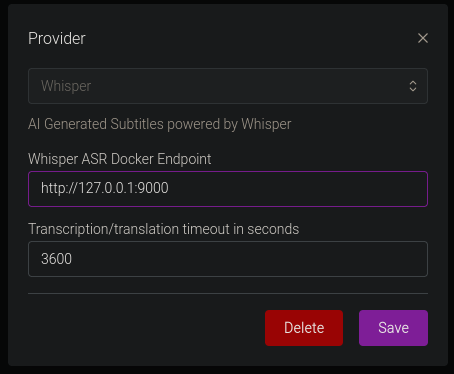 Provider
Whisper
AI Generated Subtitles powered by Whisper
Whisper ASR Docker Endpoint
http://127.0.0.1:9000
Transcription/translation timeout in seconds
3600
Delete
Save